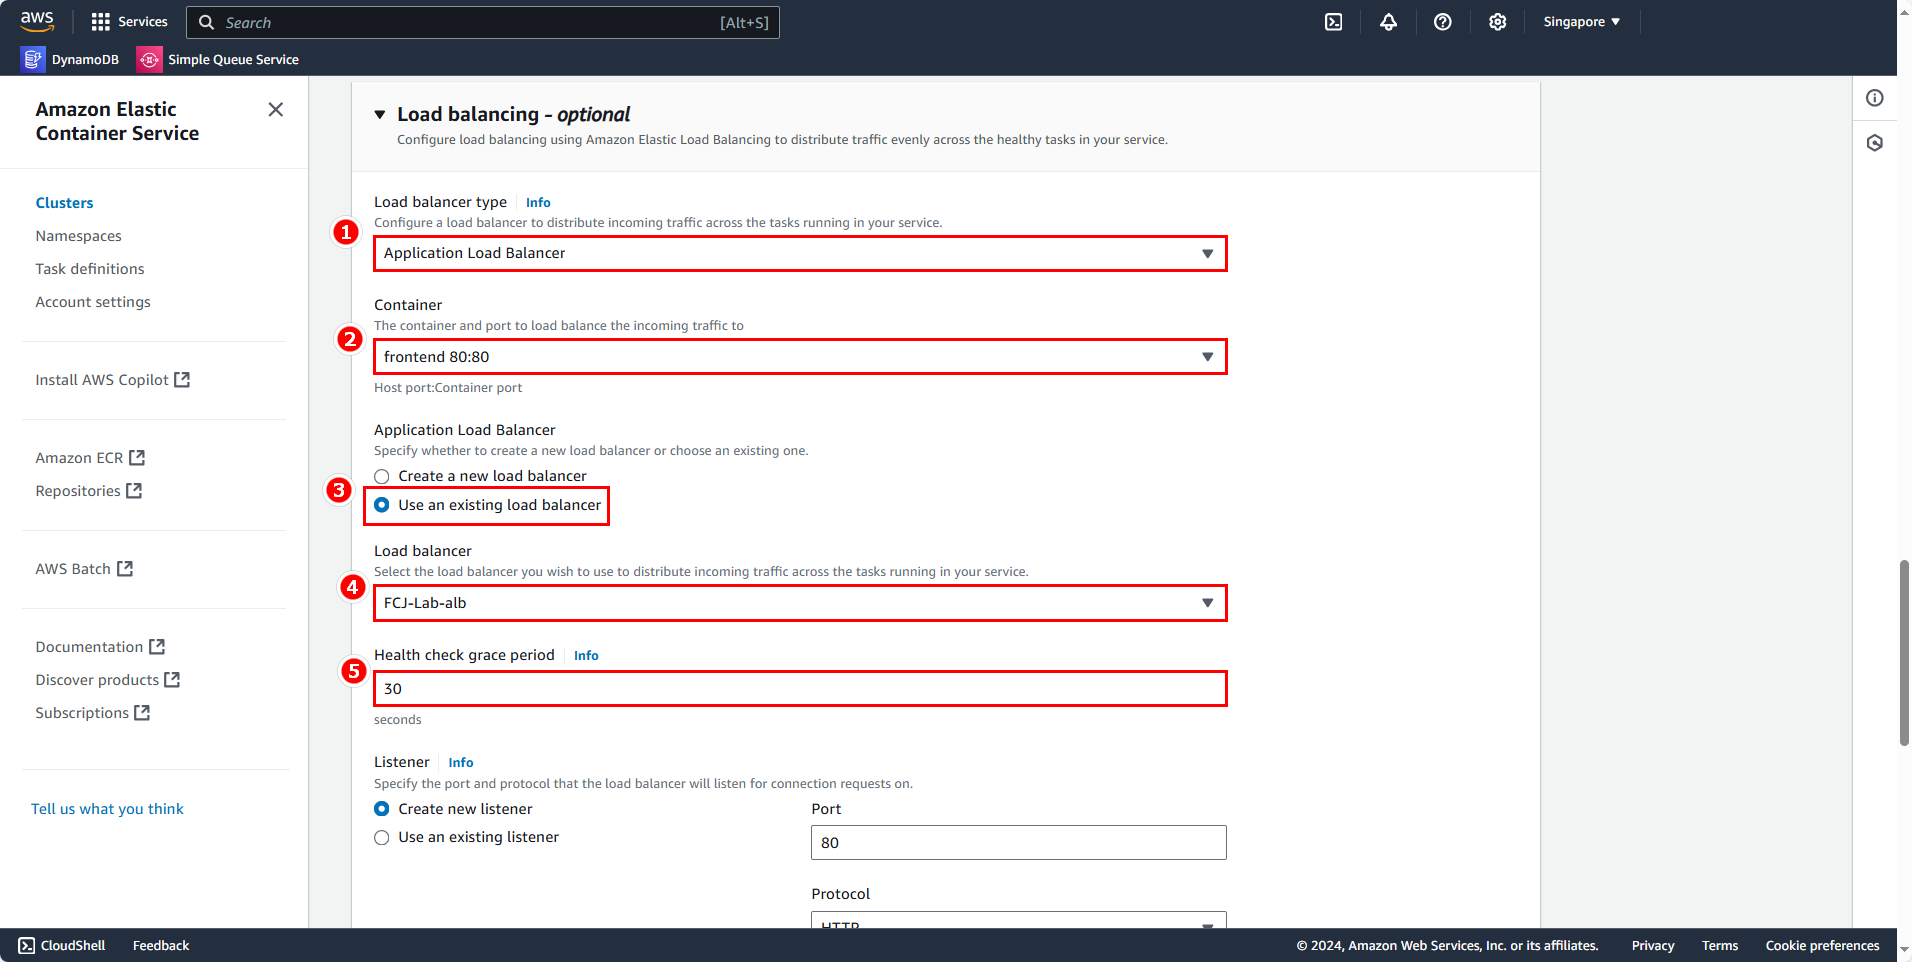 aws
Services
Search
[Alt+S]
Singapore
DynamoDB
Simple Queue Service
Amazon Elastic
Container Service
Clusters
Namespaces
Task definitions
Account settings
Install AWS Copilot
Amazon ECR
Repositories
AWS Batch
Documentation
Discover products
Subscriptions
Tell us what you think
Load balancing - optional
Configure load balancing using Amazon Elastic Load Balancing to distribute traffic evenly across the healthy tasks in your service.
Load balancer type Info
Configure a load balancer to distribute incoming traffic across the tasks running in your service.
1
Application Load Balancer
Container
The container and port to load balance the incoming traffic to
2
frontend 80:80
Host port:Container port
Application Load Balancer
Specify whether to create a new load balancer or choose an existing one.
Create a new load balancer
3
Use an existing load balancer
Load balancer
Select the load balancer you wish to use to distribute incoming traffic across the tasks running in your service.
4
FCJ-Lab-alb
Health check grace period Info
5
30
seconds
Listener Info
Specify the port and protocol that the load balancer will listen for connection requests on.
Create new listener
Use an existing listener
Port
80
Protocol
HTTP
CloudShell
Feedback
© 2024, Amazon Web Services, Inc. or its affiliates.
Privacy
Terms
Cookie preferences